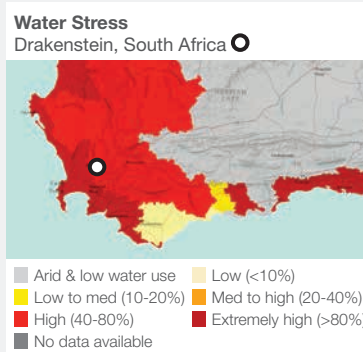 Water Stress
Drakenstein, South Africa
Arid & low water use
Low (<10%)
Low to med (10-20%)
Med to high (20-40%)
High (40-80%)
Extremely high (>80%)
No data available